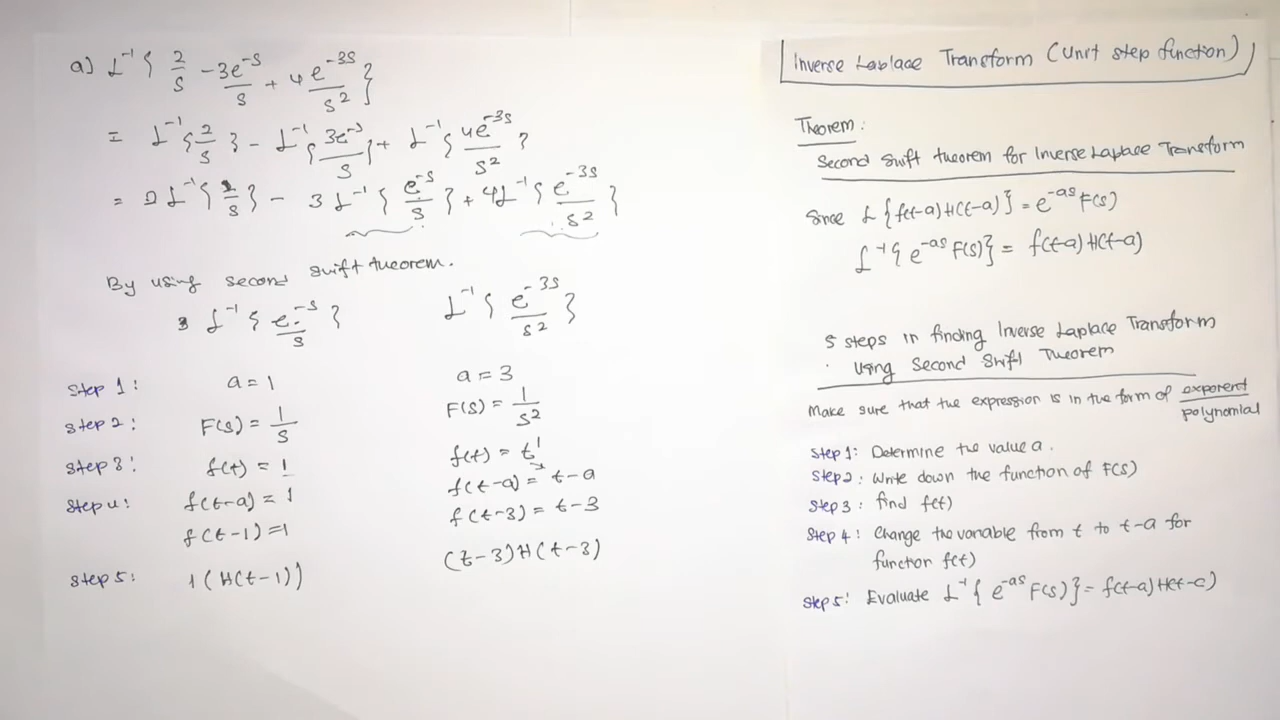 a) L⁻¹ { 2/s - 3e⁻ˢ/s + 4 e⁻³ˢ/s² }
= L⁻¹ { 2/s } - L⁻¹ { 3e⁻ˢ/s } + L⁻¹ { 4e⁻³ˢ/s² }
= 2 L⁻¹ { 1/s } - 3 L⁻¹ { e⁻ˢ/s } + 4 L⁻¹ { e⁻³ˢ/s² }
By using second shift theorem.
3 L⁻¹ { e⁻ˢ/s } L⁻¹ { e⁻³ˢ/s² }
Step 1: a = 1 a = 3
Step 2: F(s) = 1/s F(s) = 1/s²
Step 3: f(t) = 1 f(t) = t¹
Step 4: f(t-a) = 1 f(t-a) = t-a
f(t-1) = 1 f(t-3) = t-3
Step 5: 1(H(t-1)) (t-3)H(t-3)
Inverse Laplace Transform (Unit step function)
Theorem:
Second Shift theorem for Inverse Laplace Transform
Since L {f(t-a)H(t-a)} = e⁻ᵃˢ F(s)
L⁻¹{ e⁻ᵃˢ F(s)} = f(t-a) H(t-a)
5 steps in finding Inverse Laplace Transform
Using Second Shift Theorem
Make sure that the expression is in the form of exponent/polynomial
Step 1: Determine the value a.
Step 2: Write down the function of F(s)
Step 3: find f(t)
Step 4: Change the variable from t to t-a for
function f(t)
Step 5: Evaluate L⁻¹{ e⁻ᵃˢ F(s)} = f(t-a) H(t-a)